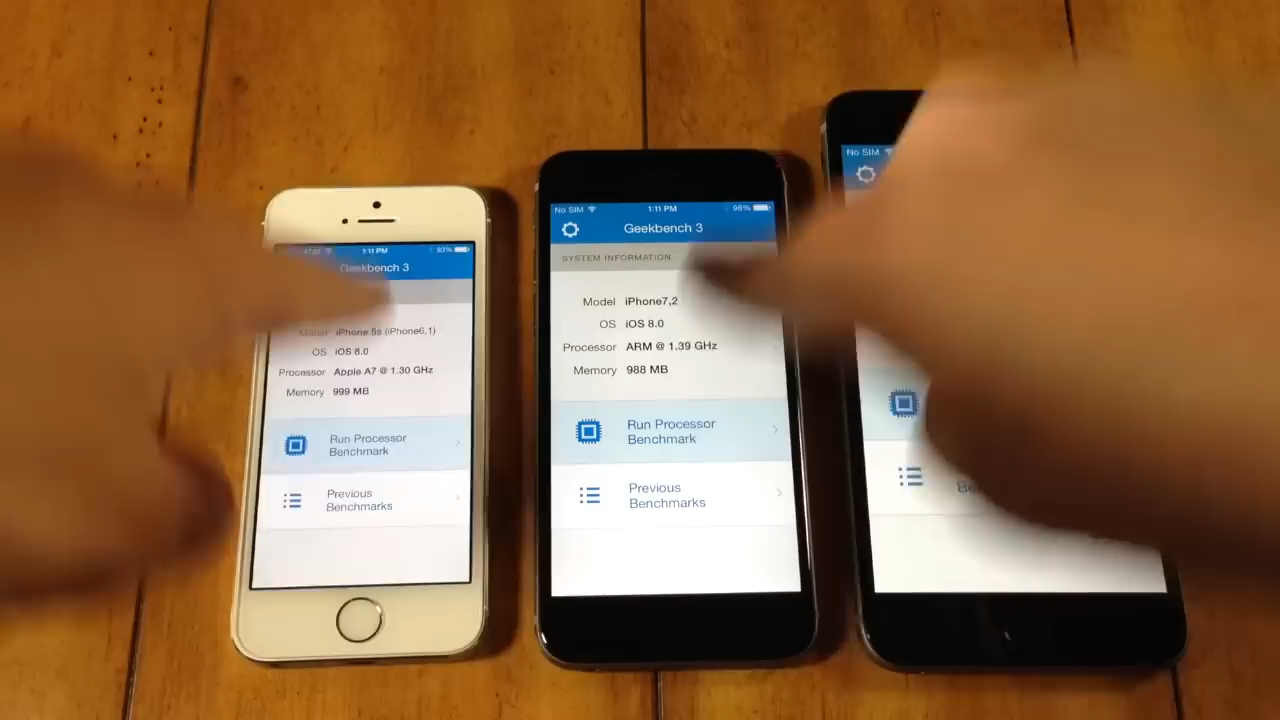 1:11 PM 93%
Geekbench 3
Model iPhone 5s (iPhone6,1)
OS iOS 8.0
Processor Apple A7 @ 1.30 GHz
Memory 999 MB
Run Processor
Benchmark
Previous
Benchmarks
No SIM 1:11 PM 96%
Geekbench 3
SYSTEM INFORMATION
Model iPhone7,2
OS iOS 8.0
Processor ARM @ 1.39 GHz
Memory 988 MB
Run Processor
Benchmark
Previous
Benchmarks
No SIM
Be